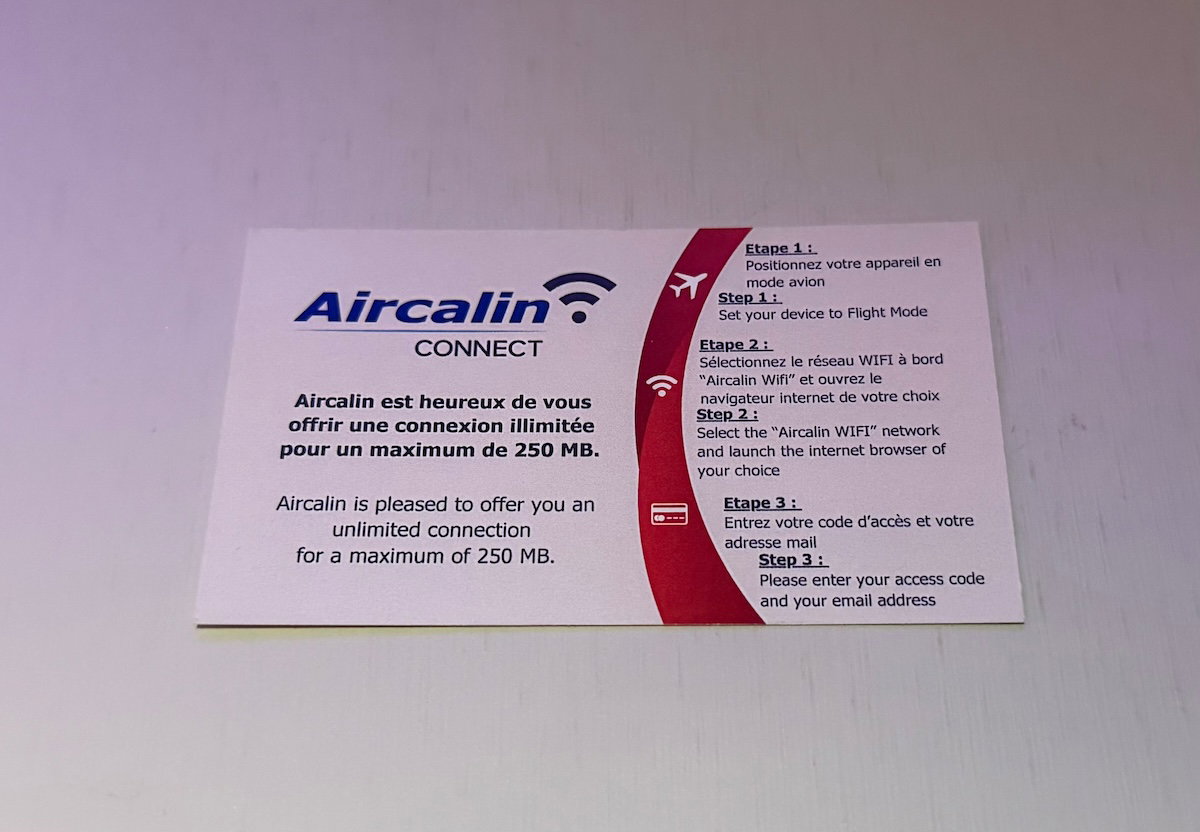 Aircalin
CONNECT
Aircalin est heureux de vous
offrir une connexion illimitée
pour un maximum de 250 MB.
Aircalin is pleased to offer you an
unlimited connection
for a maximum of 250 MB.
Etape 1 :
Positionnez votre appareil en
mode avion
Step 1 :
Set your device to Flight Mode
Etape 2 :
Sélectionnez le réseau WIFI à bord
“Aircalin Wifi” et ouvrez le
navigateur internet de votre choix
Step 2 :
Select the “Aircalin WIFI” network
and launch the internet browser of
your choice
Etape 3 :
Entrez votre code d’accès et votre
adresse mail
Step 3 :
Please enter your access code
and your email address